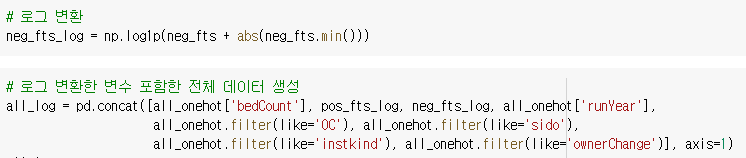 # 로그 변환
neg_fts_log = np.log1p(neg_fts + abs(neg_fts.min()))
# 로그 변환한 변수 포함한 전체 데이터 생성
all_log = pd.concat([all_onehot['bedCount'], pos_fts_log, neg_fts_log, all_onehot['runYear'],
all_onehot.filter(like='OC'), all_onehot.filter(like='sido'),
all_onehot.filter(like='instkind'), all_onehot.filter(like='ownerChange')], axis=1)